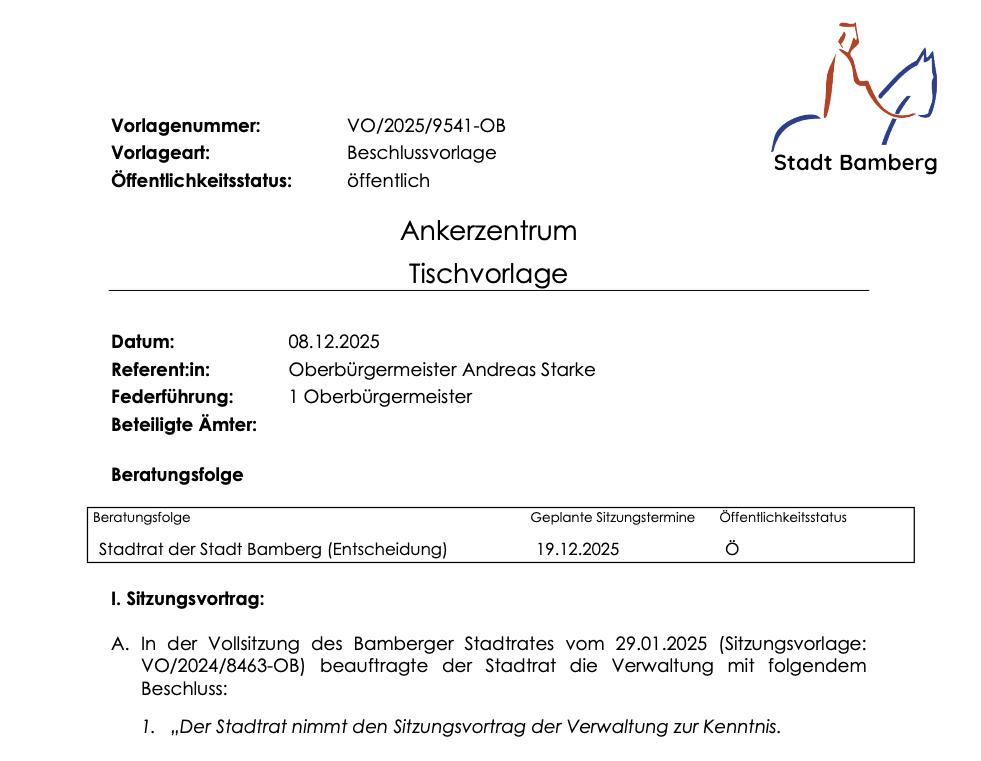 Stadt Bamberg
Vorlagenummer: VO/2025/9541-OB
Vorlageart: Beschlussvorlage
Öffentlichkeitsstatus: öffentlich
Ankerzentrum
Tischvorlage
Datum: 08.12.2025
Referent:in: Oberbürgermeister Andreas Starke
Federführung: 1 Oberbürgermeister
Beteiligte Ämter:
Beratungsfolge
Beratungsfolge Geplante Sitzungstermine Öffentlichkeitsstatus
Stadtrat der Stadt Bamberg (Entscheidung) 19.12.2025 Ö
I. Sitzungsvortrag:
A. In der Vollsitzung des Bamberger Stadtrates vom 29.01.2025 (Sitzungsvorlage:
VO/2024/8463-OB) beauftragte der Stadtrat die Verwaltung mit folgendem
Beschluss:
1. „Der Stadtrat nimmt den Sitzungsvortrag der Verwaltung zur Kenntnis.